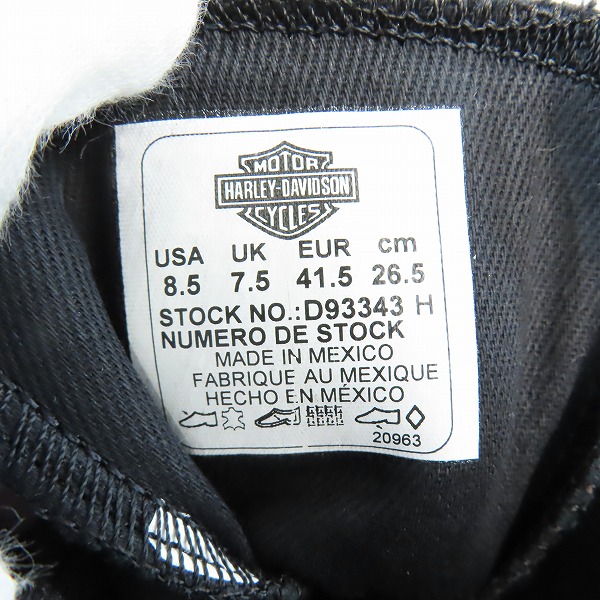 MOTOR
HARLEY-DAVIDSON
CYCLES
USA UK EUR cm
8.5 7.5 41.5 26.5
STOCK NO.:D93343 H
NUMERO DE STOCK
MADE IN MEXICO
FABRIQUE AU MEXIQUE
HECHO EN MÉXICO
20963